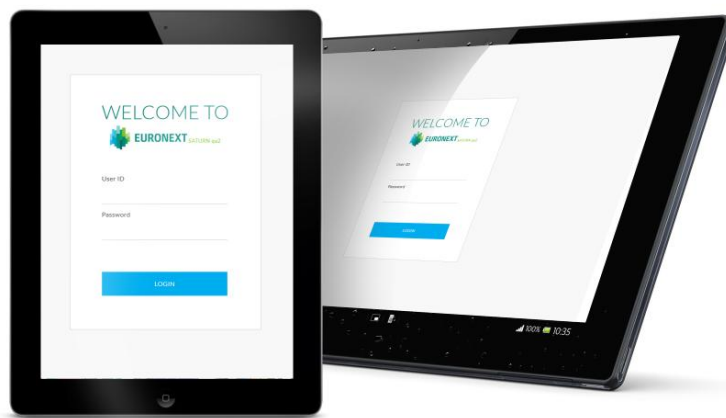 WELCOME TO
EURONEXT
User ID
Password
LOGIN
WELCOME TO
EURONEXT
User ID
Password
LOGIN
100% 10:35